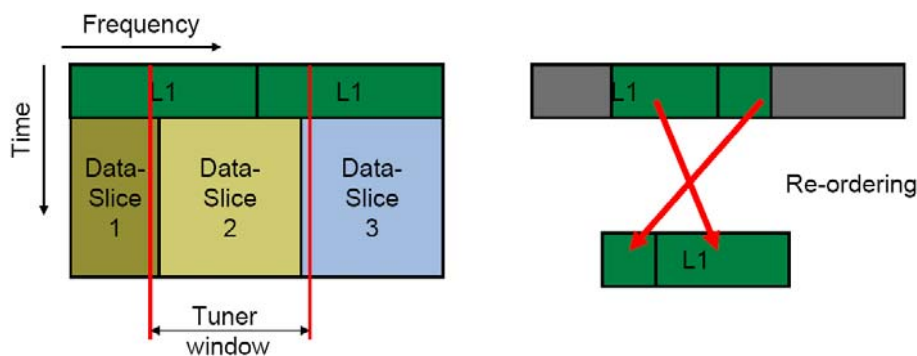 Frequency
Time
L1
L1
Data-
Slice
1
Data-
Slice
2
Data-
Slice
3
Tuner
window
L1
Re-ordering
L1